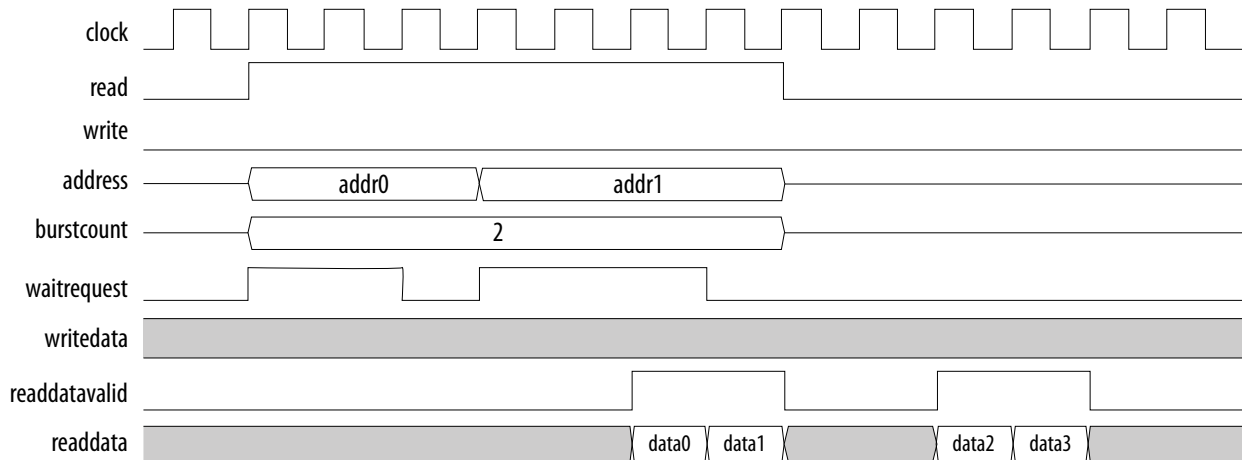 clock
read
write
address addr0 addr1
burstcount 2
waitrequest
writedata
readdatavalid
readdata data0 data1 data2 data3